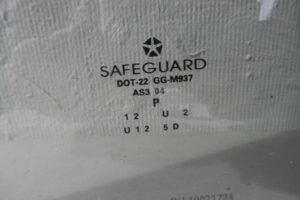 SAFEGUARD
DOT-22 GG-M937
AS3 04
P
1 2 U 2
U 1 2 5 D